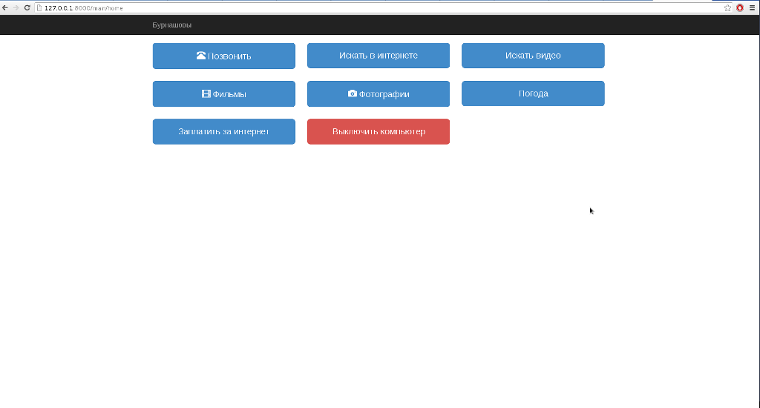 127.0.0.1:8000/main/home
Бурнашовы
Позвонить
Искать в интернете
Искать видео
Фильмы
Фотографии
Погода
Заплатить за интернет
Выключить компьютер